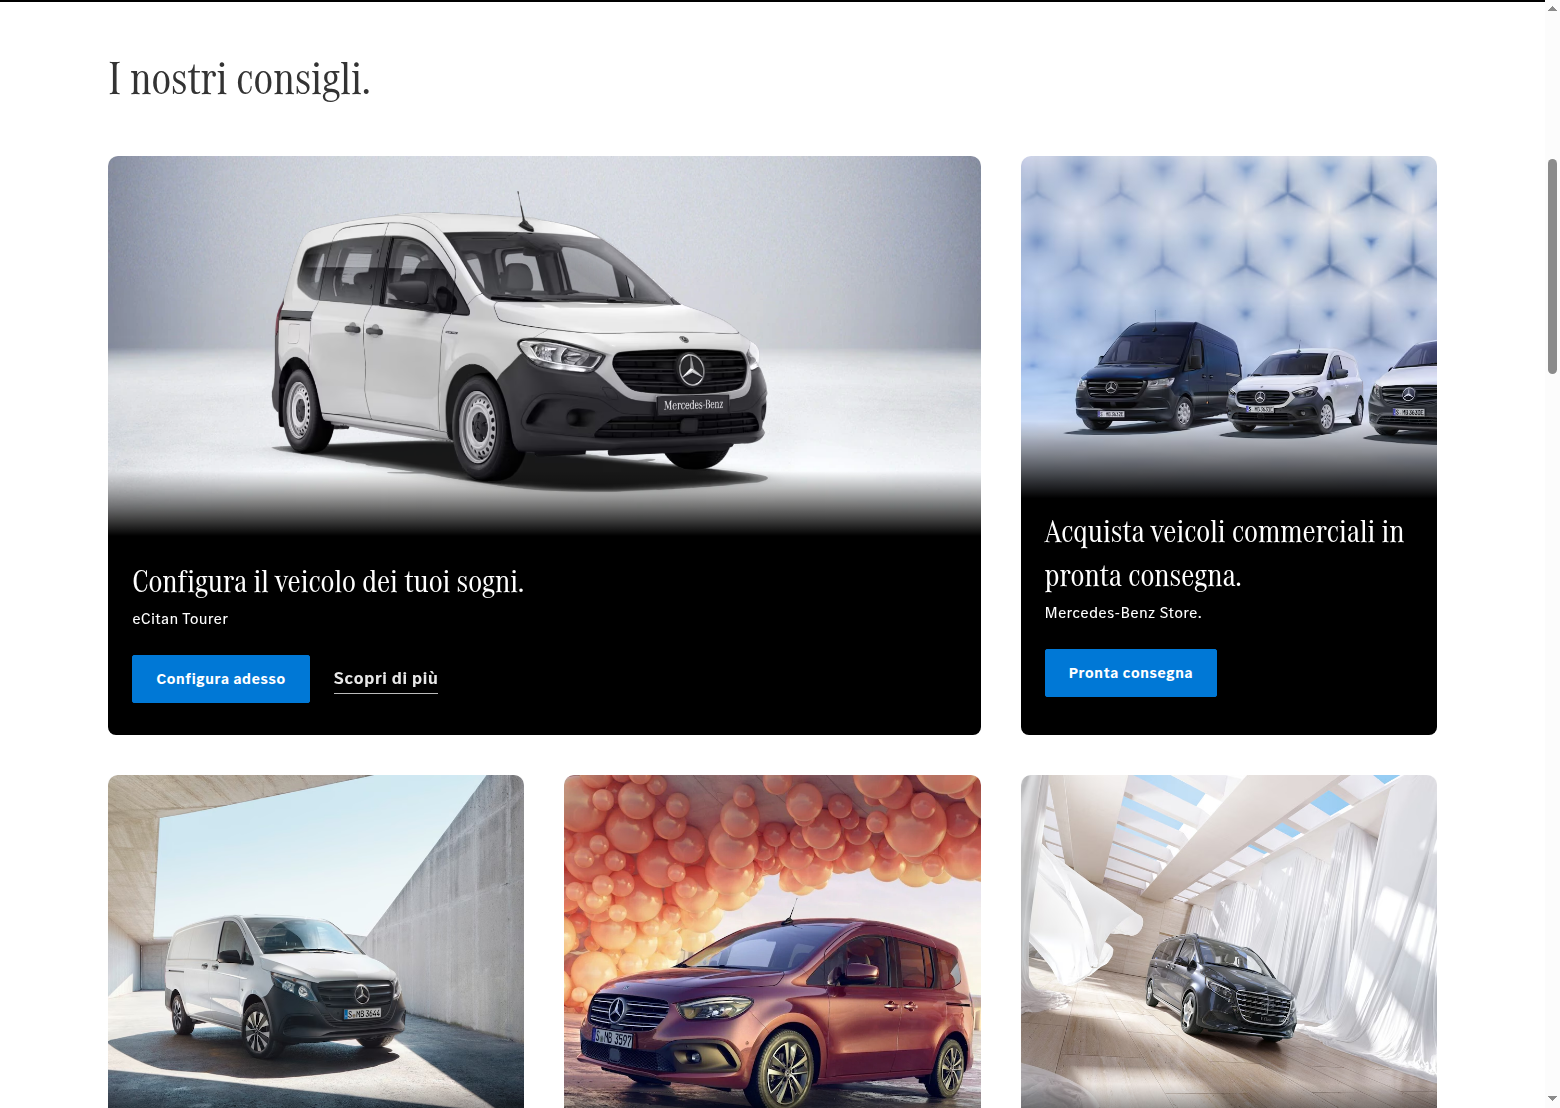 I nostri consigli.
Mercedes-Benz
Configura il veicolo dei tuoi sogni.
eCitan Tourer
Configura adesso
Scopri di più
Acquista veicoli commerciali in
pronta consegna.
Mercedes-Benz Store.
Pronta consegna
S MB 3644
S MB 3597